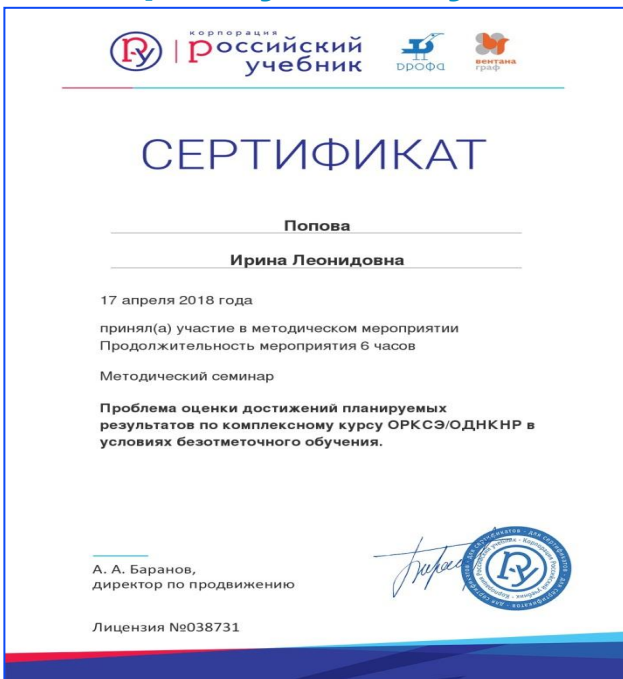 корпорация
российский
учебник
дрофа
вентана
граф
СЕРТИФИКАТ
Попова
Ирина Леонидовна
17 апреля 2018 года
принял(а) участие в методическом мероприятии
Продолжительность мероприятия 6 часов
Методический семинар
Проблема оценки достижений планируемых
результатов по комплексному курсу ОРКСЭ/ОДНКНР в
условиях безотметочного обучения.
А. А. Баранов,
директор по продвижению
Лицензия №038731